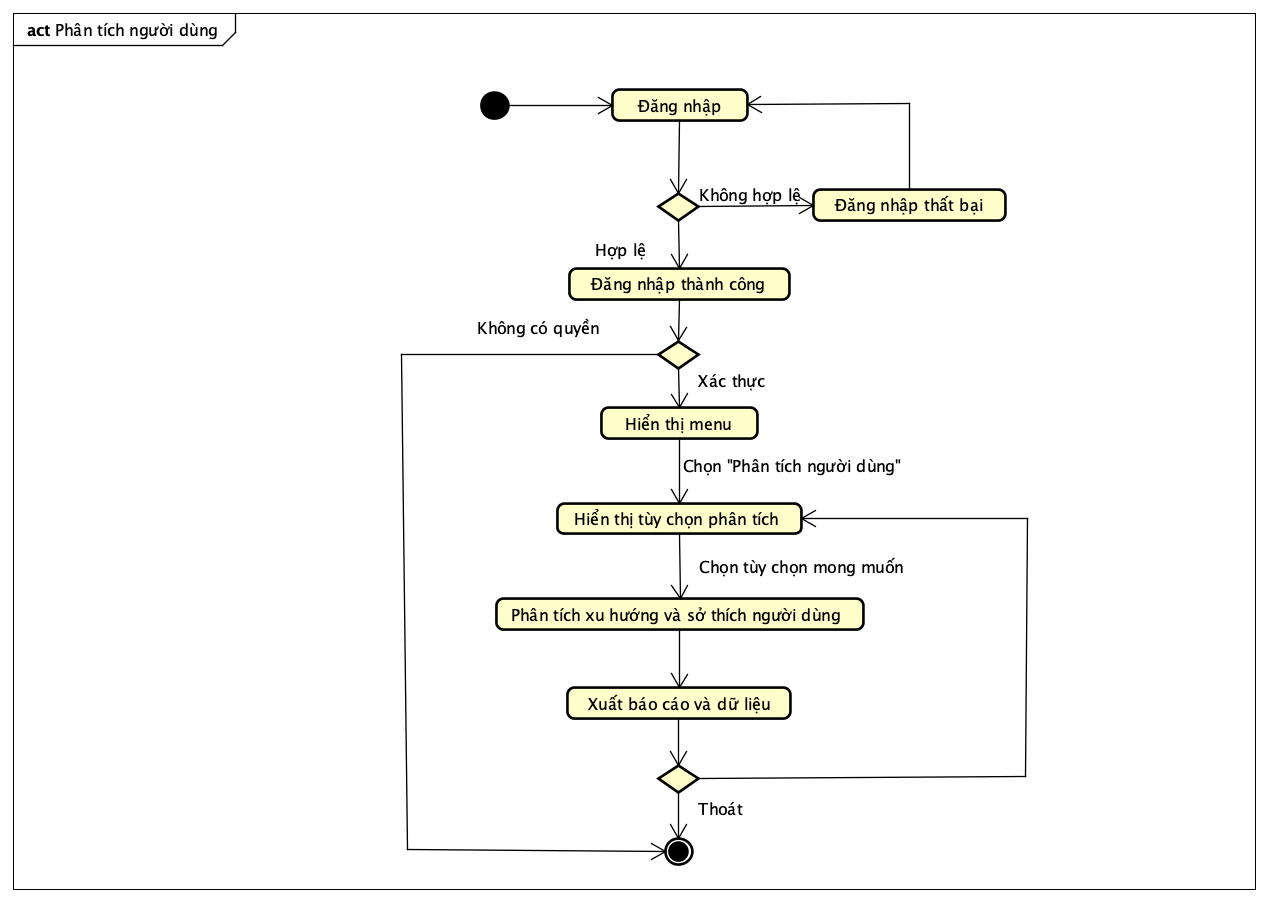 act Phân tích người dùng
Đăng nhập
Không hợp lệ
Đăng nhập thất bại
Hợp lệ
Đăng nhập thành công
Không có quyền
Xác thực
Hiển thị menu
Chọn "Phân tích người dùng"
Hiển thị tùy chọn phân tích
Chọn tùy chọn mong muốn
Phân tích xu hướng và sở thích người dùng
Xuất báo cáo và dữ liệu
Thoát